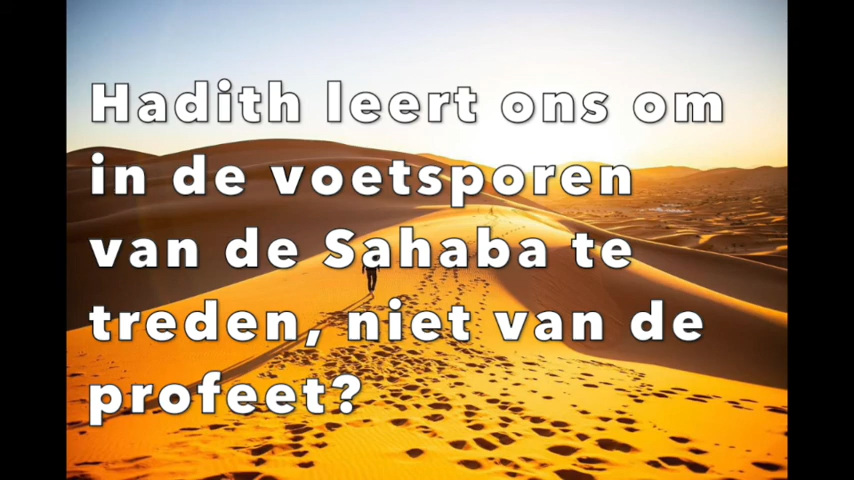 Hadith leert ons om
in de voetsporen
van de Sahaba te
treden, niet van de
profeet?